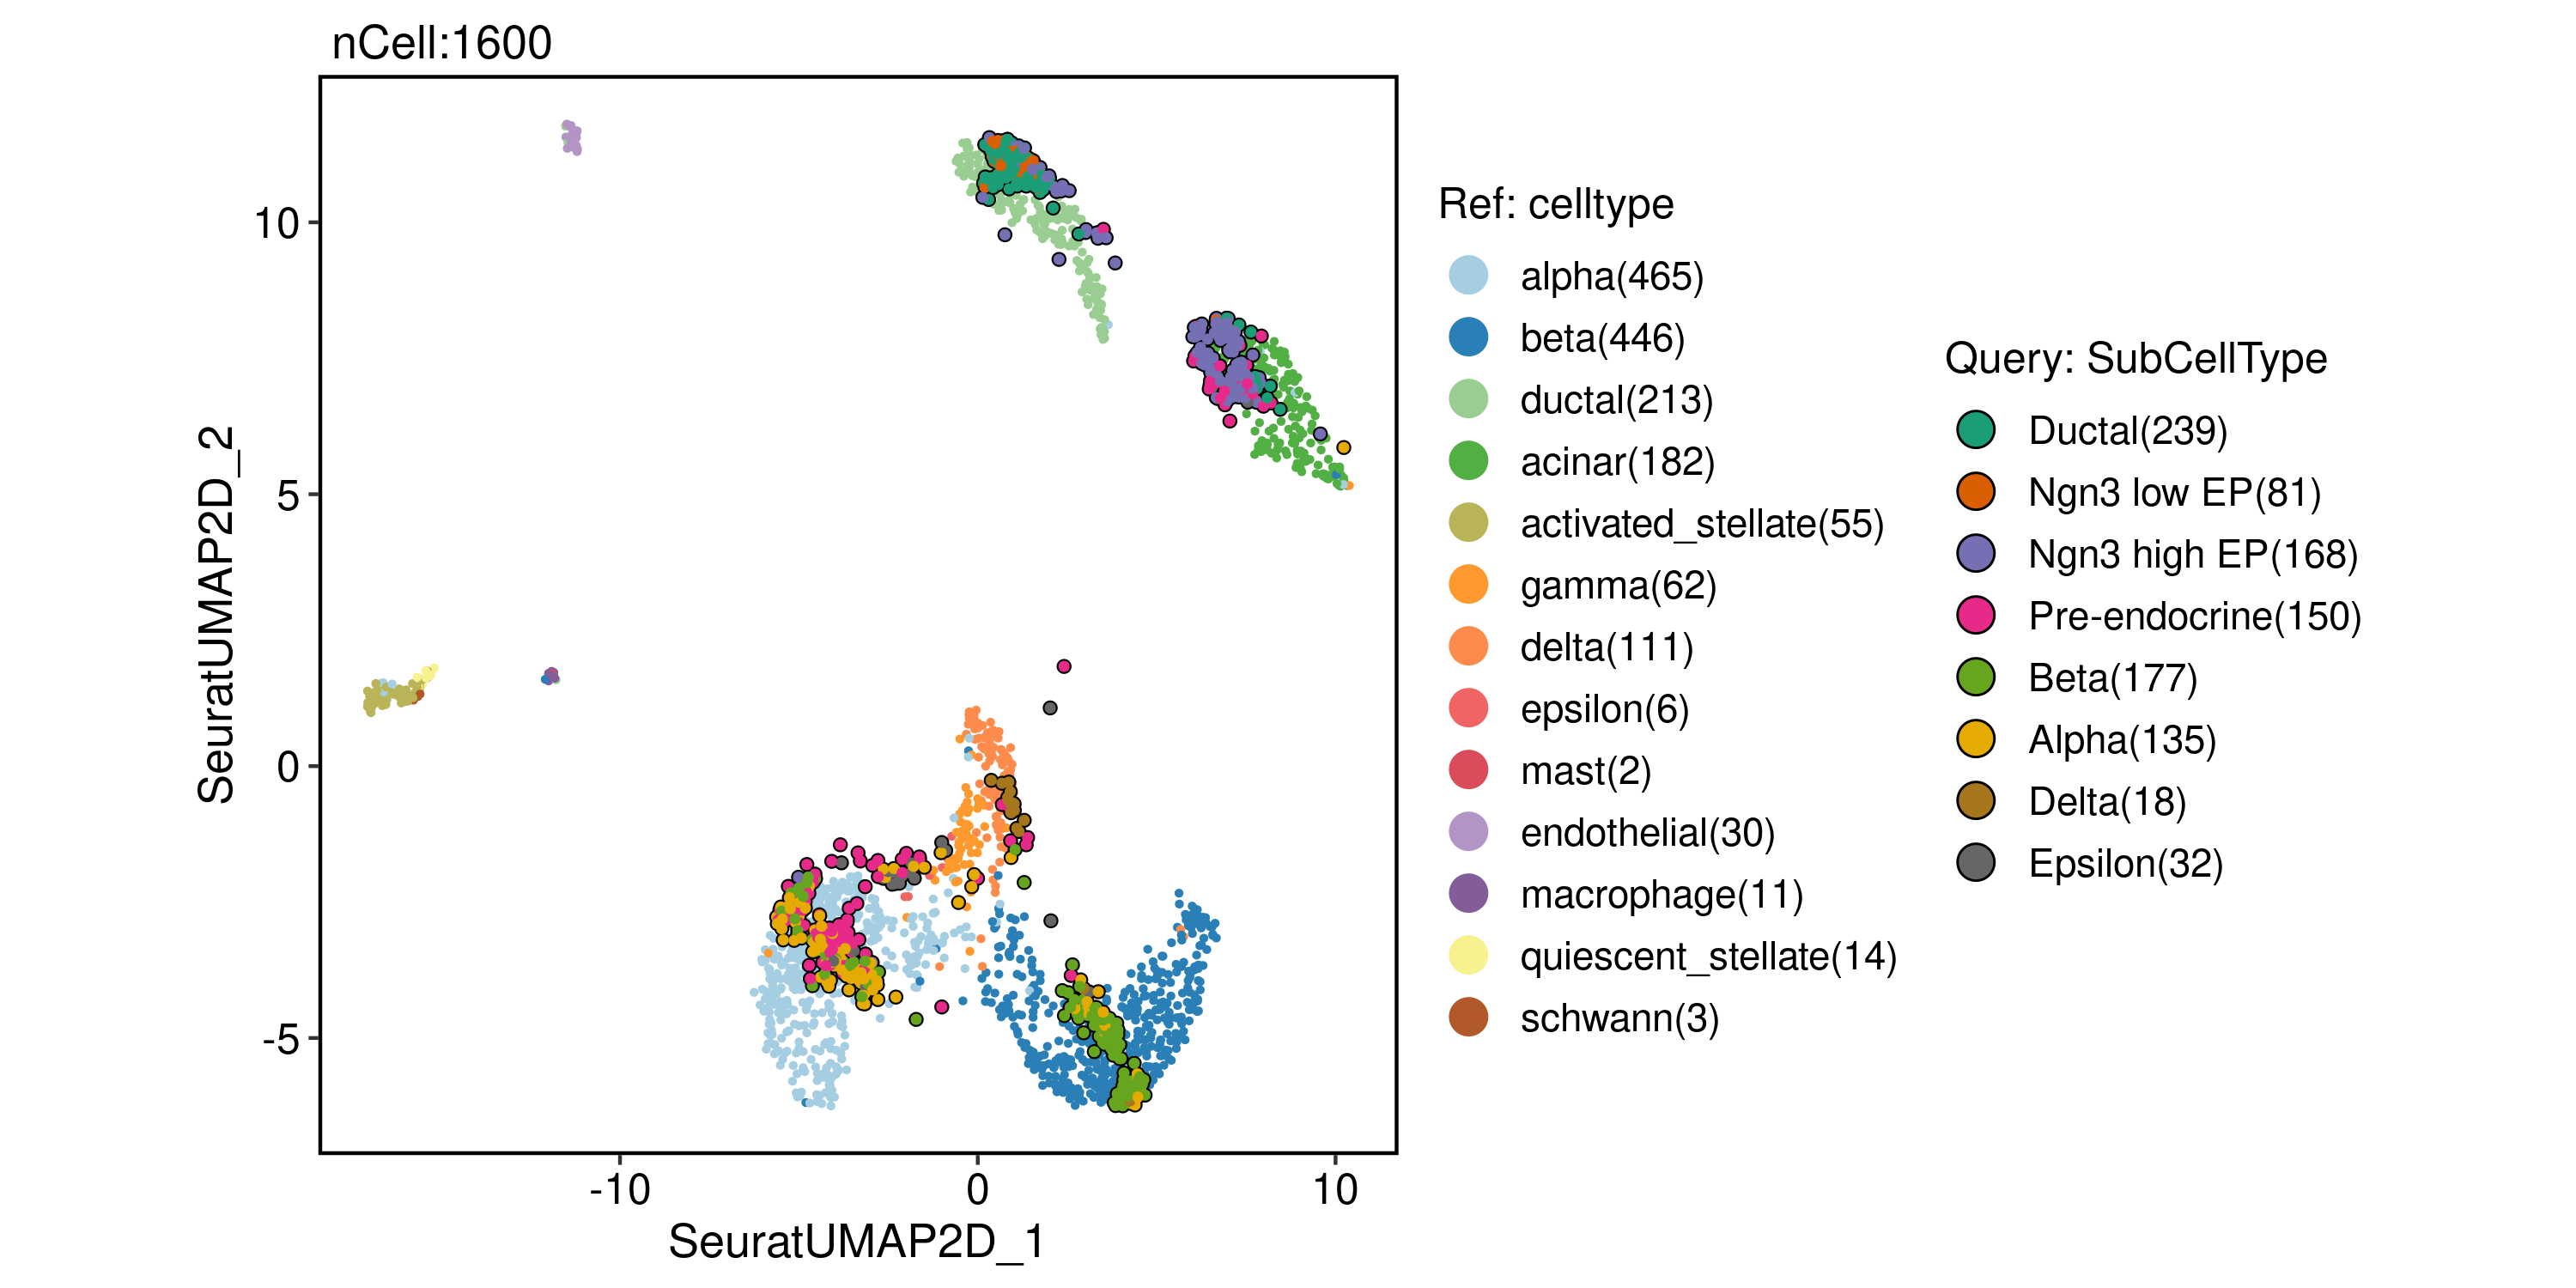 nCell:1600
10
5
0
-5
-10
0
10
SeuratUMAP2D_1
SeuratUMAP2D_2
Ref: celltype
alpha(465)
beta(446)
ductal(213)
acinar(182)
activated_stellate(55)
gamma(62)
delta(111)
epsilon(6)
mast(2)
endothelial(30)
macrophage(11)
quiescent_stellate(14)
schwann(3)
Query: SubCellType
Ductal(239)
Ngn3 low EP(81)
Ngn3 high EP(168)
Pre-endocrine(150)
Beta(177)
Alpha(135)
Delta(18)
Epsilon(32)